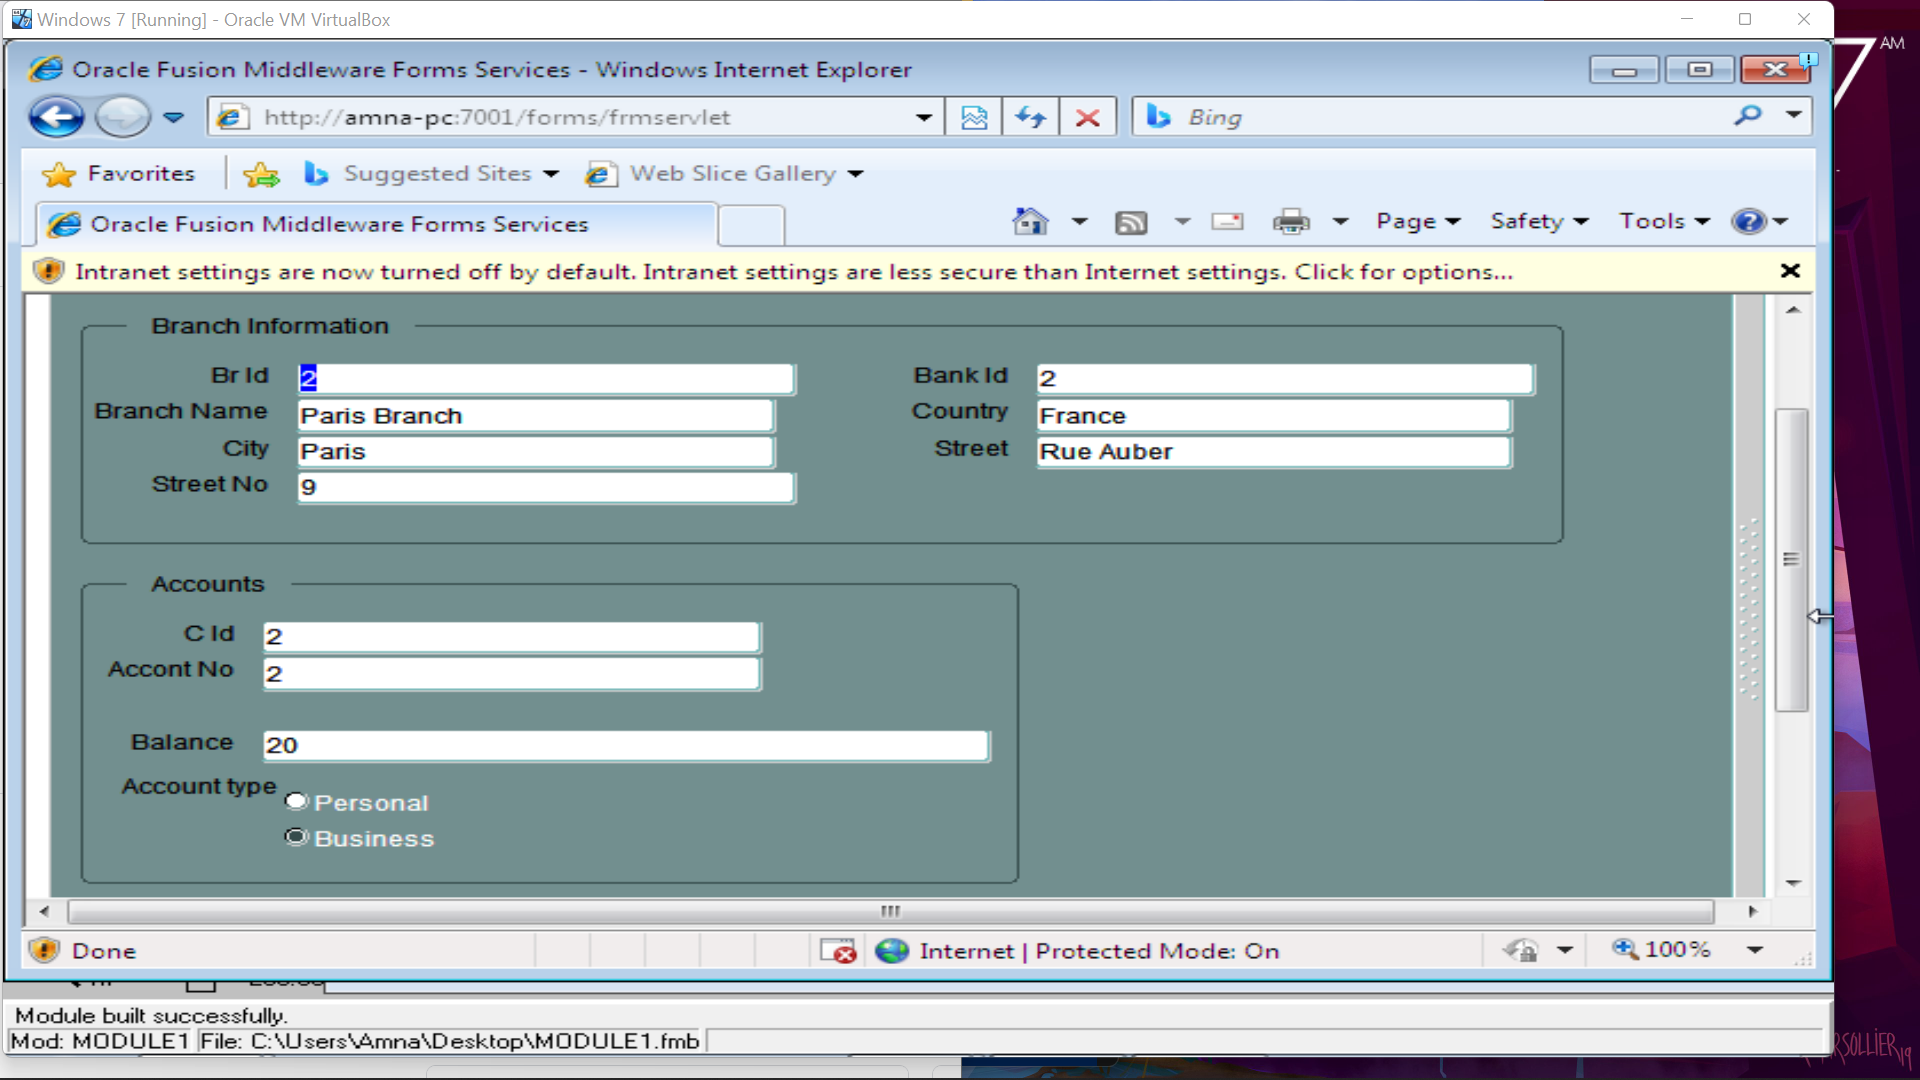 Windows 7 [Running] - Oracle VM VirtualBox
AM
Oracle Fusion Middleware Forms Services - Windows Internet Explorer
http://amna-pc:7001/forms/frmservlet
Bing
Favorites
Suggested Sites
Web Slice Gallery
Oracle Fusion Middleware Forms Services
Page
Safety
Tools
Intranet settings are now turned off by default. Intranet settings are less secure than Internet settings. Click for options...
Branch Information
Br Id 2
Bank Id 2
Branch Name Paris Branch
Country France
City Paris
Street Rue Auber
Street No 9
Accounts
C Id 2
Accont No 2
Balance 20
Account type
Personal
Business
Done
Internet | Protected Mode: On
100%
Module built successfully.
Mod: MODULE1
File: C:\Users\Amna\Desktop\MODULE1.fmb